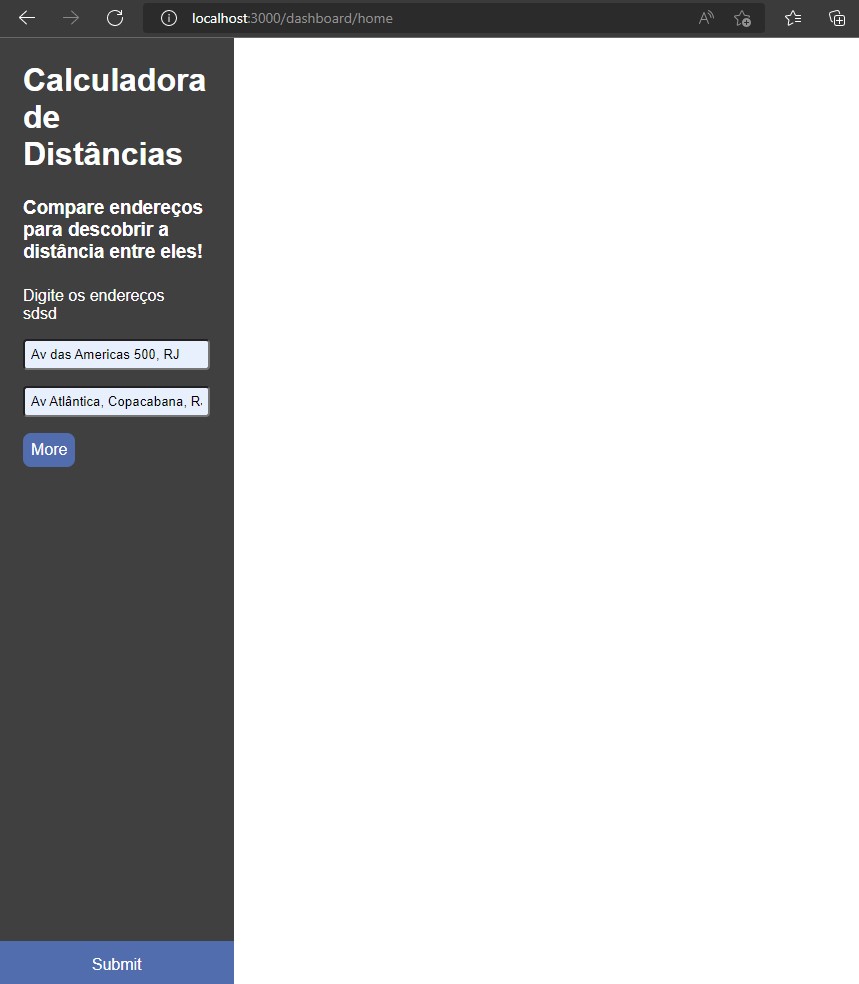 localhost:3000/dashboard/home
Calculadora
de
Distâncias
Compare endereços
para descobrir a
distância entre eles!
Digite os endereços
sdsd
Av das Americas 500, RJ
Av Atlântica, Copacabana, R
More
Submit